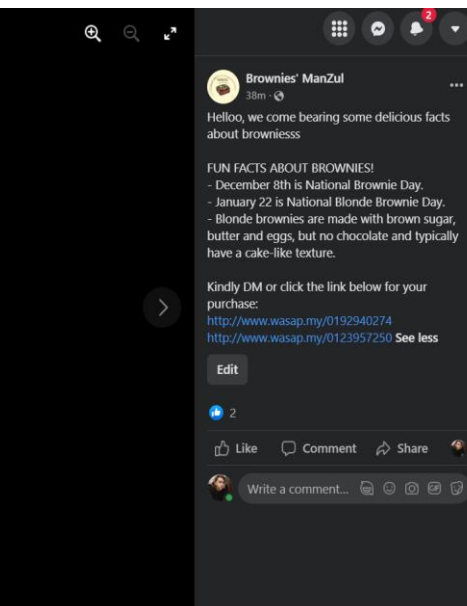 2
Brownies' ManZul
38m ·
Helloo, we come bearing some delicious facts
about browniesss
FUN FACTS ABOUT BROWNIES!
- December 8th is National Brownie Day.
- January 22 is National Blonde Brownie Day.
- Blonde brownies are made with brown sugar,
butter and eggs, but no chocolate and typically
have a cake-like texture.
Kindly DM or click the link below for your
purchase:
http://www.wasap.my/0192940274
http://www.wasap.my/0123957250 See less
Edit
2
Like Comment Share
Write a comment... GIF